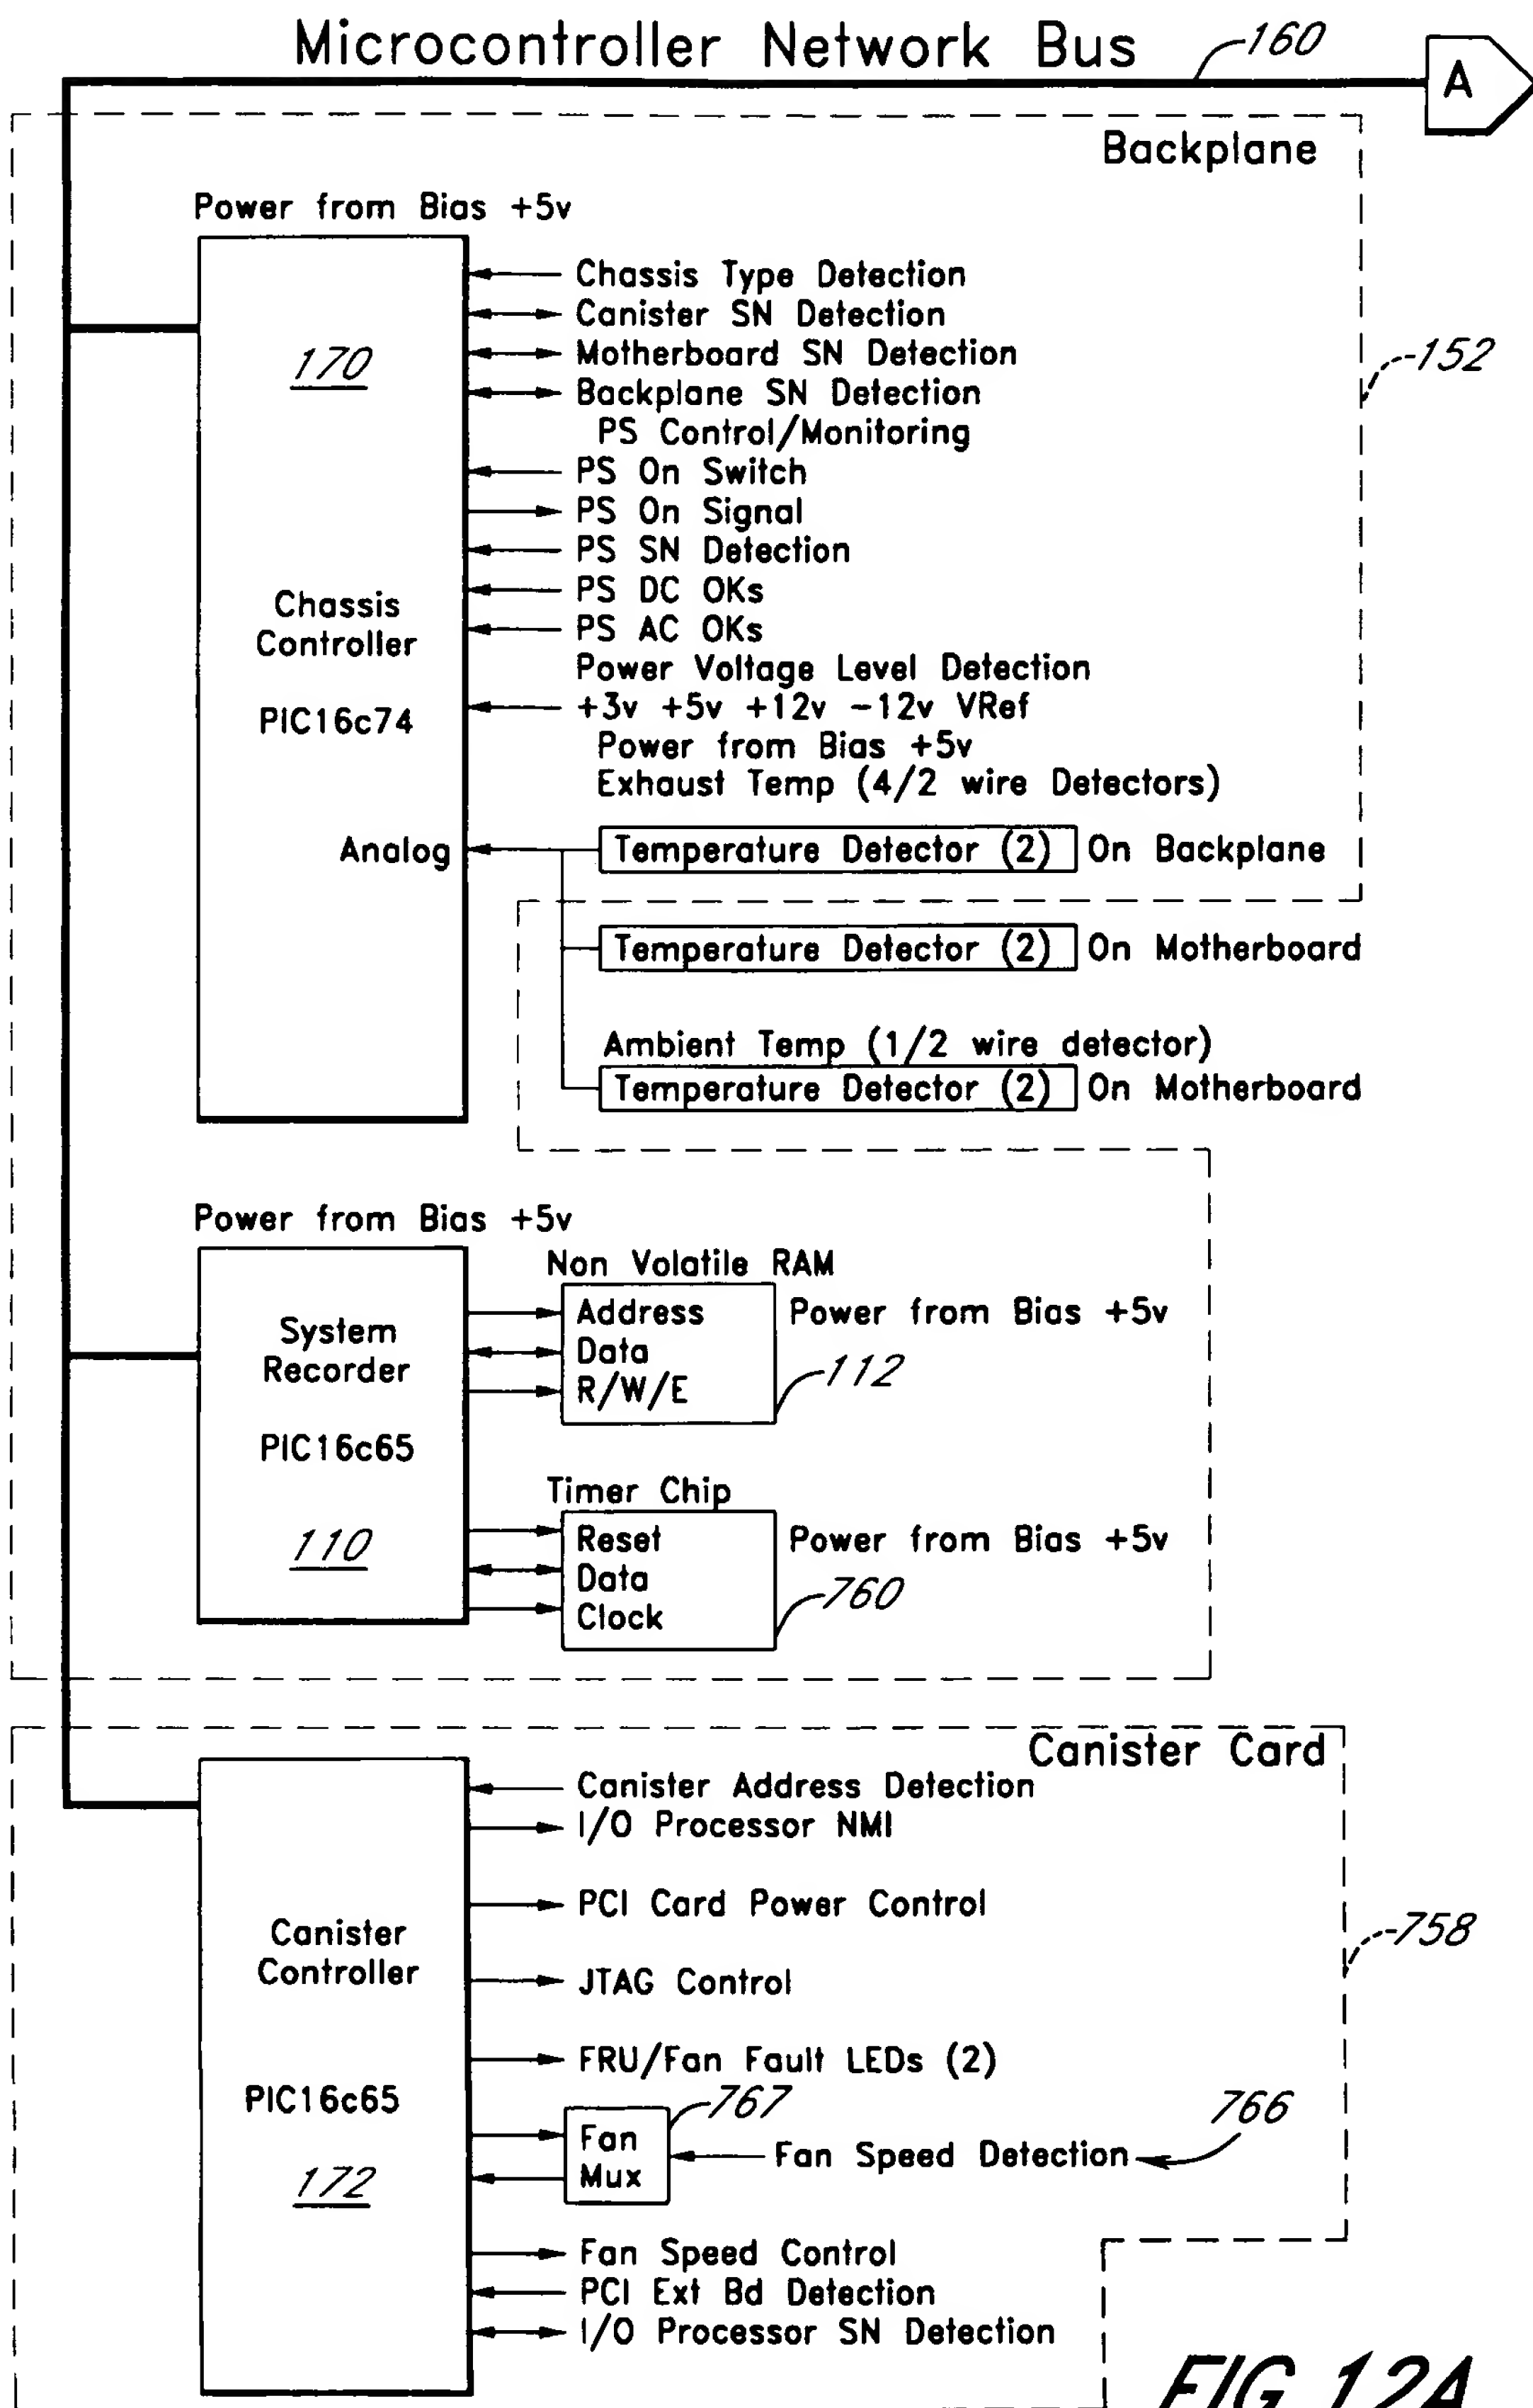 Microcontroller Network Bus
160
A
Backplane
Power from Bias +5v
Chassis Type Detection
Canister SN Detection
170
Motherboard SN Detection
152
Backplane SN Detection
PS Control/Monitoring
PS On Switch
PS On Signal
PS SN Detection
Chassis
PS DC OKs
Controller
PS AC OKs
Power Voltage Level Detection
PIC16c74
+3v +5v +12v -12v VRef
Power from Bias +5v
Exhaust Temp (4/2 wire Detectors)
Analog
Temperature Detector (2) On Backplane
Temperature Detector (2) On Motherboard
Ambient Temp (1/2 wire detector)
Temperature Detector (2) On Motherboard
Power from Bias +5v
Non Volatile RAM
System
Recorder
Address
Power from Bias +5v
Data
R/W/E
112
PIC16c65
Timer Chip
110
Reset
Power from Bias +5v
Data
Clock
760
Canister Card
Canister Address Detection
I/O Processor NMI
PCI Card Power Control
Canister
Controller
758
JTAG Control
FRU/Fan Fault LEDs (2)
PIC16c65
767
766
Fan
Mux
Fan Speed Detection
172
Fan Speed Control
PCI Ext Bd Detection
I/O Processor SN Detection
FIG. 12A